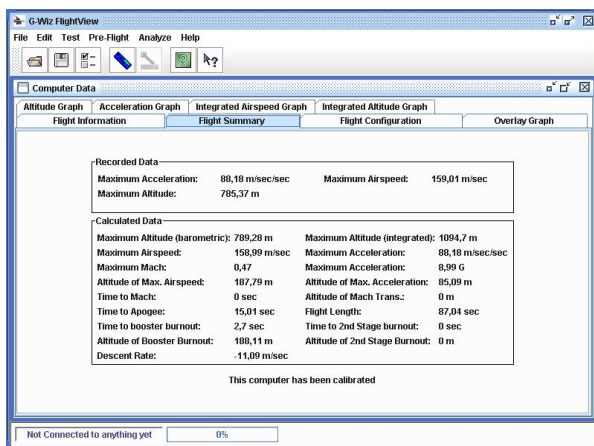 G-Wiz FlightView
File Edit Test Pre-Flight Analyze Help
Computer Data
Altitude Graph Acceleration Graph Integrated Airspeed Graph Integrated Altitude Graph
Flight Information Flight Summary Flight Configuration Overlay Graph
Recorded Data
Maximum Acceleration: 88,18 m/sec/sec Maximum Airspeed: 159,01 m/sec
Maximum Altitude: 785,37 m
Calculated Data
Maximum Altitude (barometric): 789,28 m Maximum Altitude (integrated): 1094,7 m
Maximum Airspeed: 158,99 m/sec Maximum Acceleration: 88,18 m/sec/sec
Maximum Mach: 0,47 Maximum Acceleration: 8,99 G
Altitude of Max. Airspeed: 187,79 m Altitude of Max. Acceleration: 85,09 m
Time to Mach: 0 sec Altitude of Mach Trans.: 0 m
Time to Apogee: 15,01 sec Flight Length: 87,04 sec
Time to booster burnout: 2,7 sec Time to 2nd Stage burnout: 0 sec
Altitude of Booster Burnout: 188,11 m Altitude of 2nd Stage Burnout: 0 m
Descent Rate: -11,09 m/sec
This computer has been calibrated
Not Connected to anything yet 0%